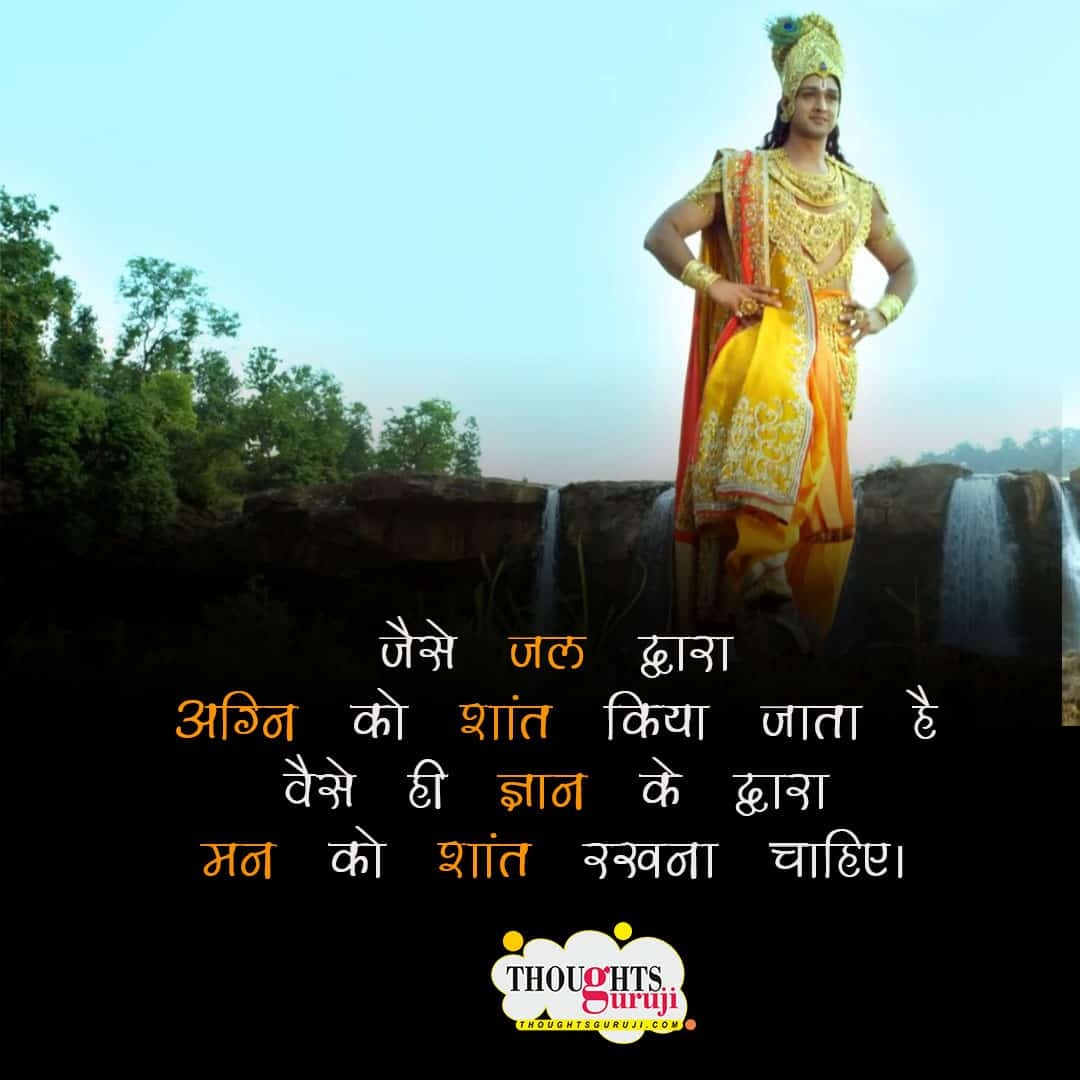 जैसे जल द्वारा
अग्नि को शांत किया जाता है
वैसे ही ज्ञान के द्वारा
मन को शांत रखना चाहिए।
THOUGHTS
Guruji
THOUGHTSGURUJI.COM